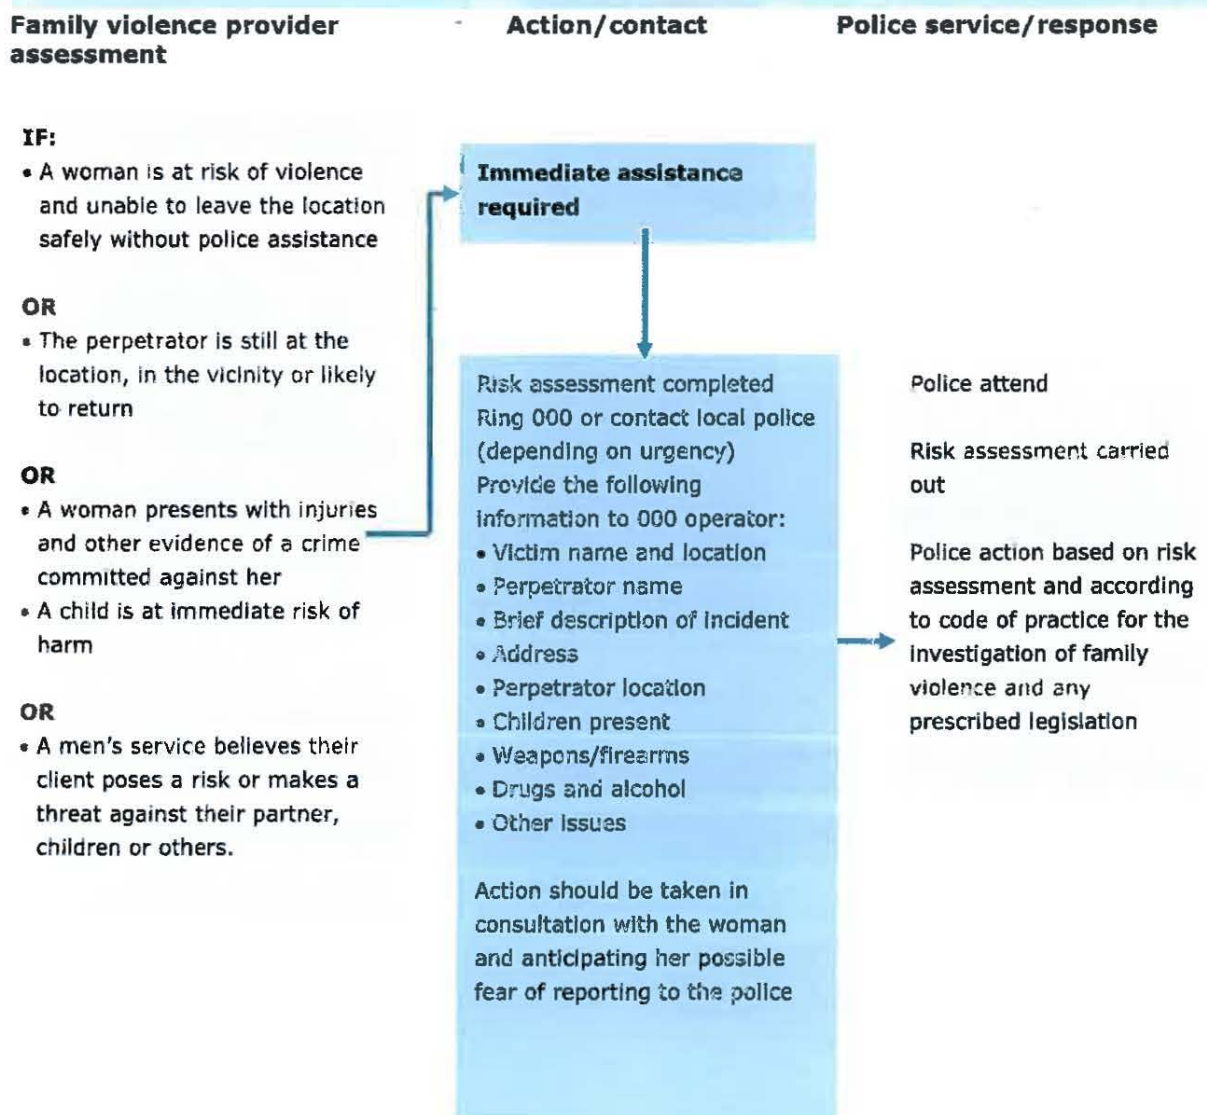 Family violence provider
assessment
Action/contact
Police service/response
IF:
• A woman is at risk of violence
and unable to leave the location
safely without police assistance
OR
• The perpetrator is still at the
location, in the vicinity or likely
to return
OR
• A woman presents with injuries
and other evidence of a crime
committed against her
• A child is at immediate risk of
harm
OR
• A men's service believes their
client poses a risk or makes a
threat against their partner,
children or others.
Immediate assistance
required
Risk assessment completed
Ring 000 or contact local police
(depending on urgency)
Provide the following
information to 000 operator:
• Victim name and location
• Perpetrator name
• Brief description of incident
• Address
• Perpetrator location
• Children present
• Weapons/firearms
• Drugs and alcohol
• Other issues
Action should be taken in
consultation with the woman
and anticipating her possible
fear of reporting to the police
Police attend
Risk assessment carried
out
Police action based on risk
assessment and according
to code of practice for the
investigation of family
violence and any
prescribed legislation